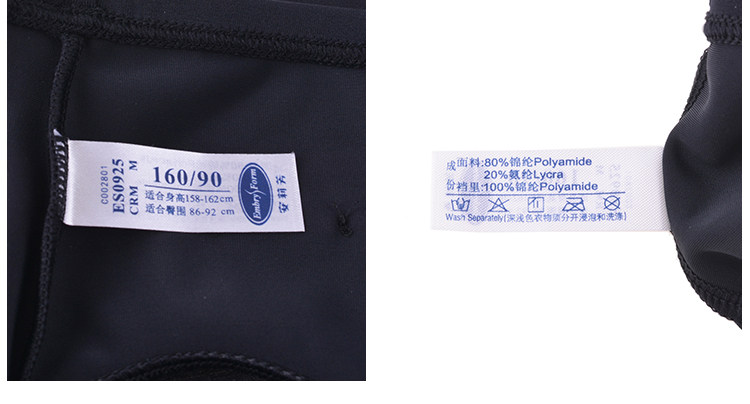 C002801
ES0925
CRM M
160/90
适合身高158-162cm
适合臀围 86-92 cm
Embry Form
安莉芳
成份
面料:80%锦纶Polyamide
20%氨纶Lycra
裆里:100%锦纶Polyamide
Wash Separately(深浅色衣物须分开浸泡和洗涤)